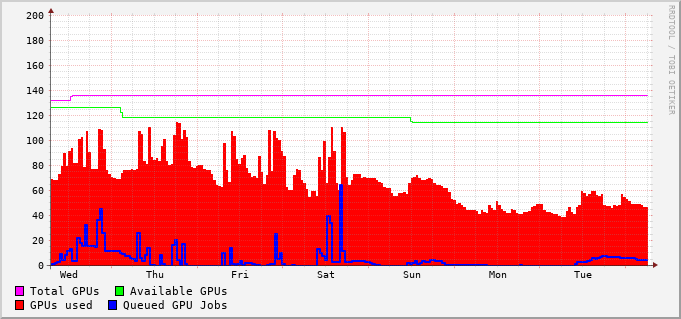 200
180
160
140
120
100
80
60
40
20
0
Wed Thu Fri Sat Sun Mon Tue
Total GPUs Available GPUs
GPUs used Queued GPU Jobs
RRDTOOL / TOBI OETIKER